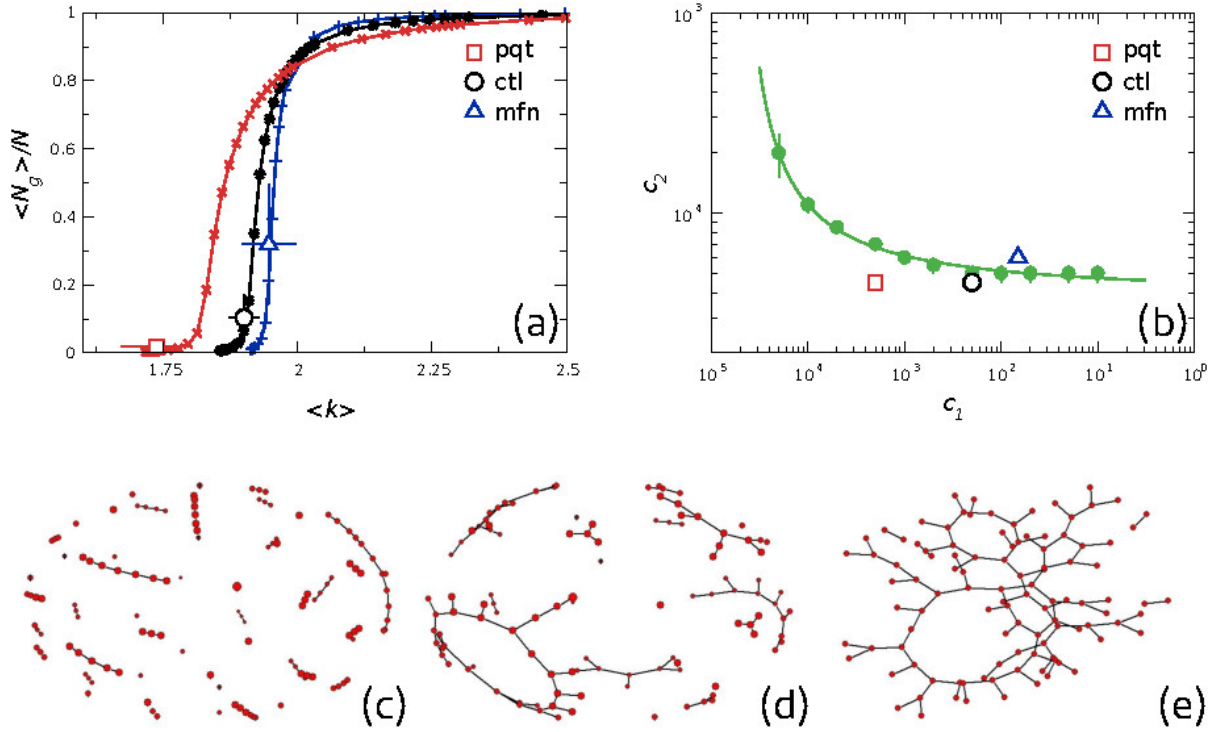 1
0.8
0.6
0.4
0.2
0
1.75
2
2.25
2.5
<N_g>/N
<k>
pqt
ctl
mfn
(a)
10³
10⁴
c₂
10⁵
10⁴
10³
10²
10¹
10⁰
c₁
pqt
ctl
mfn
(b)
(c)
(d)
(e)